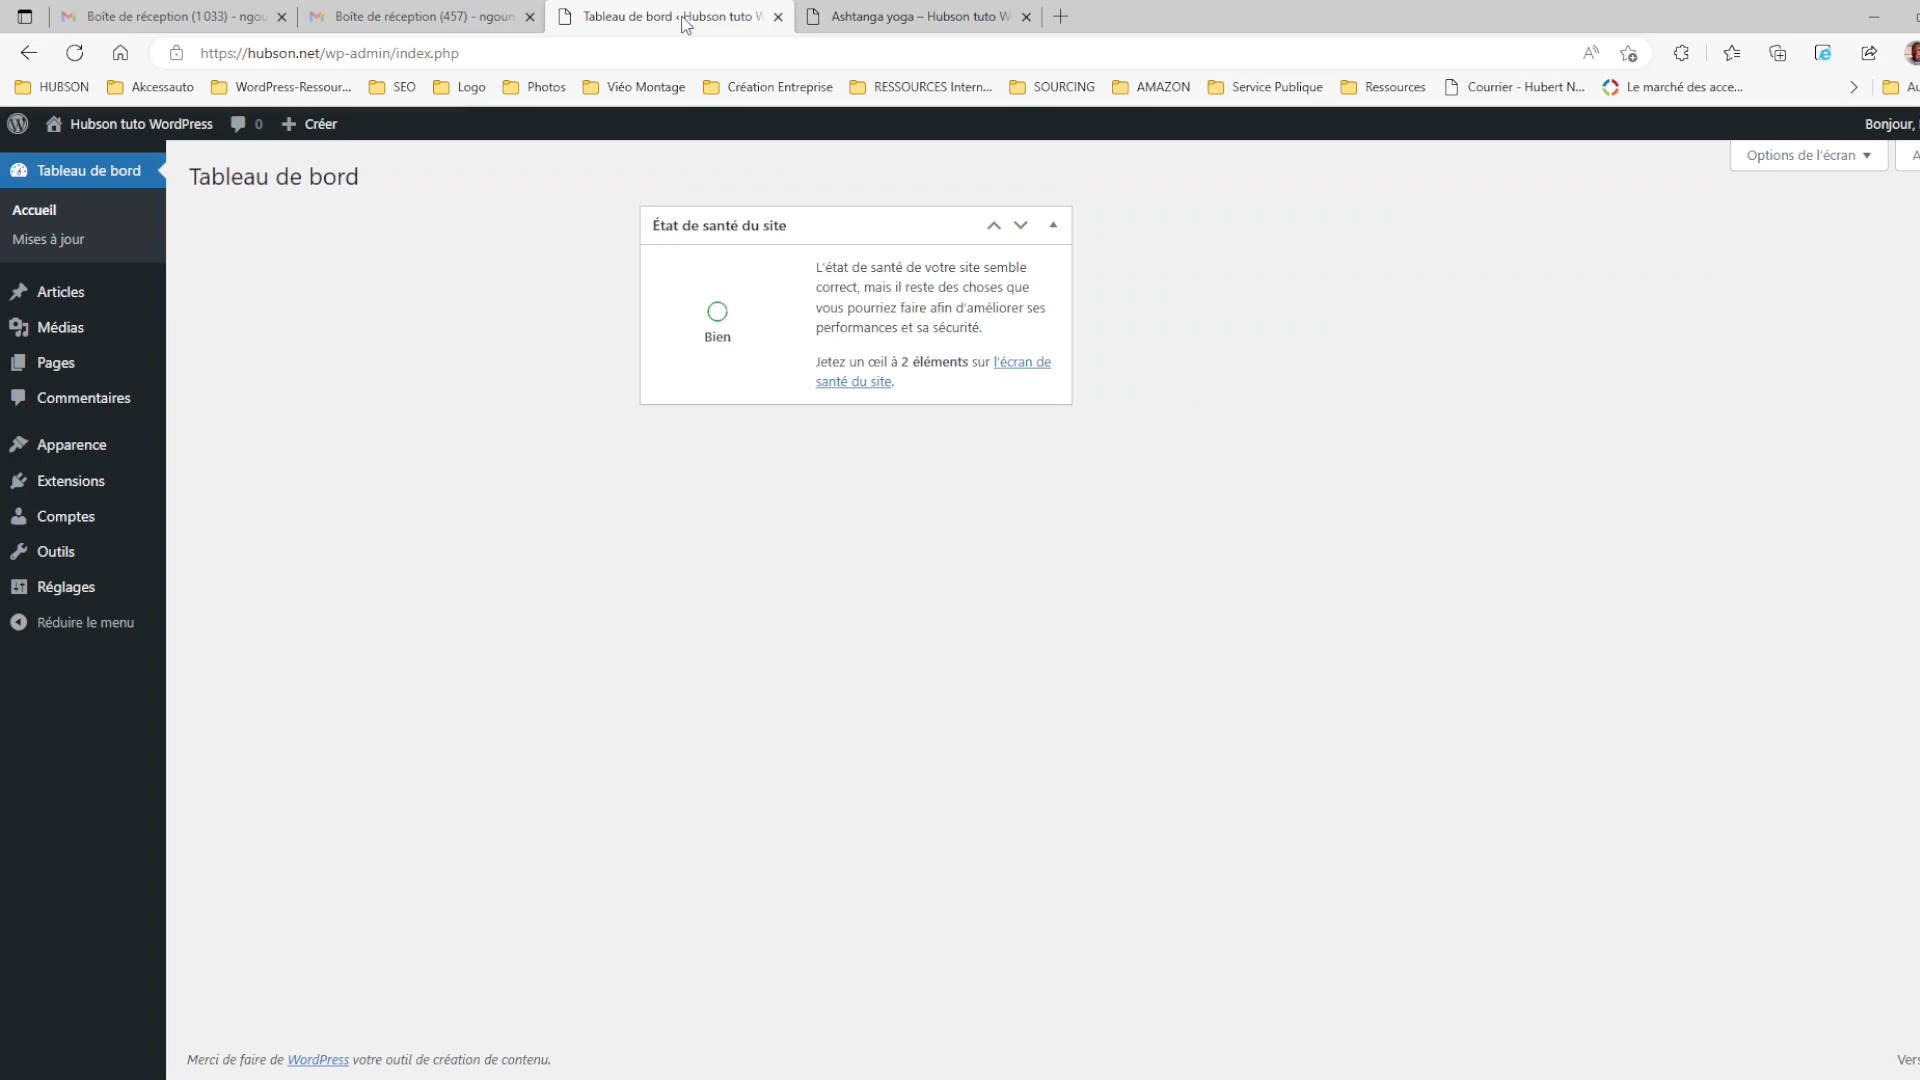 Boîte de réception (1 033) - ngou
Boîte de réception (457) - ngoun
Tableau de bord ‹ Hubson tuto W
Ashtanga yoga – Hubson tuto W
https://hubson.net/wp-admin/index.php
HUBSON
Akcessauto
WordPress-Ressour...
SEO
Logo
Photos
Viéo Montage
Création Entreprise
RESSOURCES Intern...
SOURCING
AMAZON
Service Publique
Ressources
Courrier - Hubert N...
Le marché des acce...
Au
Hubson tuto WordPress
0
Créer
Bonjour,
Tableau de bord
Accueil
Mises à jour
Articles
Médias
Pages
Commentaires
Apparence
Extensions
Comptes
Outils
Réglages
Réduire le menu
Tableau de bord
Options de l'écran
A
État de santé du site
Bien
L'état de santé de votre site semble
correct, mais il reste des choses que
vous pourriez faire afin d'améliorer ses
performances et sa sécurité.
Jetez un œil à 2 éléments sur l'écran de
santé du site.
Merci de faire de WordPress votre outil de création de contenu.
Vers